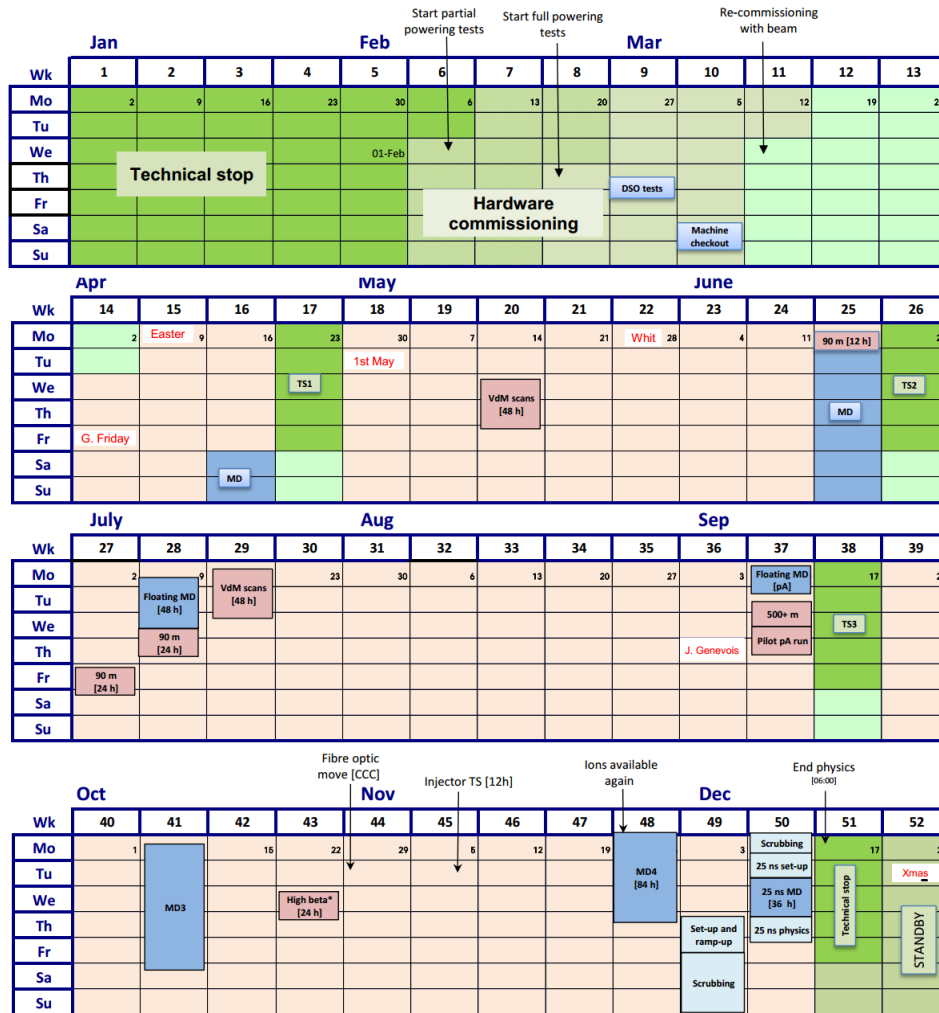 Start partial powering tests
Start full powering tests
Re-commissioning with beam
Jan Feb Mar
Wk 1 2 3 4 5 6 7 8 9 10 11 12 13
Mo 2 9 16 23 30 6 13 20 27 5 12 19 2
Tu
We 01-Feb
Technical stop
Th DSO tests
Fr
Hardware commissioning
Sa
Machine checkout
Su
Apr May June
Wk 14 15 16 17 18 19 20 21 22 23 24 25 26
Mo 2 Easter 9 16 23 30 7 14 21 Whit 28 4 11 90 m [12 h] 2
Tu 1st May
We TS1 VdM scans [48 h] TS2
Th MD
Fr G. Friday
Sa MD
Su
July Aug Sep
Wk 27 28 29 30 31 32 33 34 35 36 37 38 39
Mo 2 9 23 30 6 13 20 27 3 Floating MD [pA] 17 2
Tu Floating MD [48 h] VdM scans [48 h] 500+ m
We 90 m [24 h] TS3
Th J. Genevois Pilot pA run
Fr 90 m [24 h]
Sa
Su
Fibre optic move [CCC]
Injector TS [12h]
Ions available again
End physics [06:00]
Oct Nov Dec
Wk 40 41 42 43 44 45 46 47 48 49 50 51 52
Mo 1 15 22 29 5 12 19 3 Scrubbing 17
Tu MD4 [84 h] 25 ns set-up Xmas
We High beta* [24 h] 25 ns MD [36 h] Technical stop
Th MD3 Set-up and ramp-up 25 ns physics STANDBY
Fr
Sa Scrubbing
Su